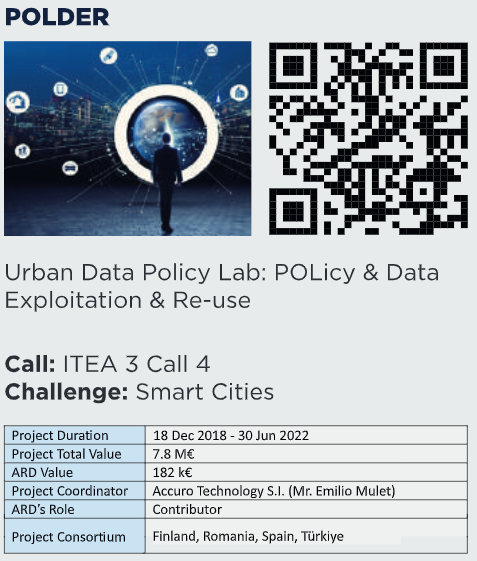 POLDER
Urban Data Policy Lab: POLicy & Data
Exploitation & Re-use
Call: ITEA 3 Call 4
Challenge: Smart Cities
Project Duration 18 Dec 2018 - 30 Jun 2022
Project Total Value 7.8 M€
ARD Value 182 k€
Project Coordinator Accuro Technology S.I. (Mr. Emilio Mulet)
ARD's Role Contributor
Project Consortium Finland, Romania, Spain, Türkiye